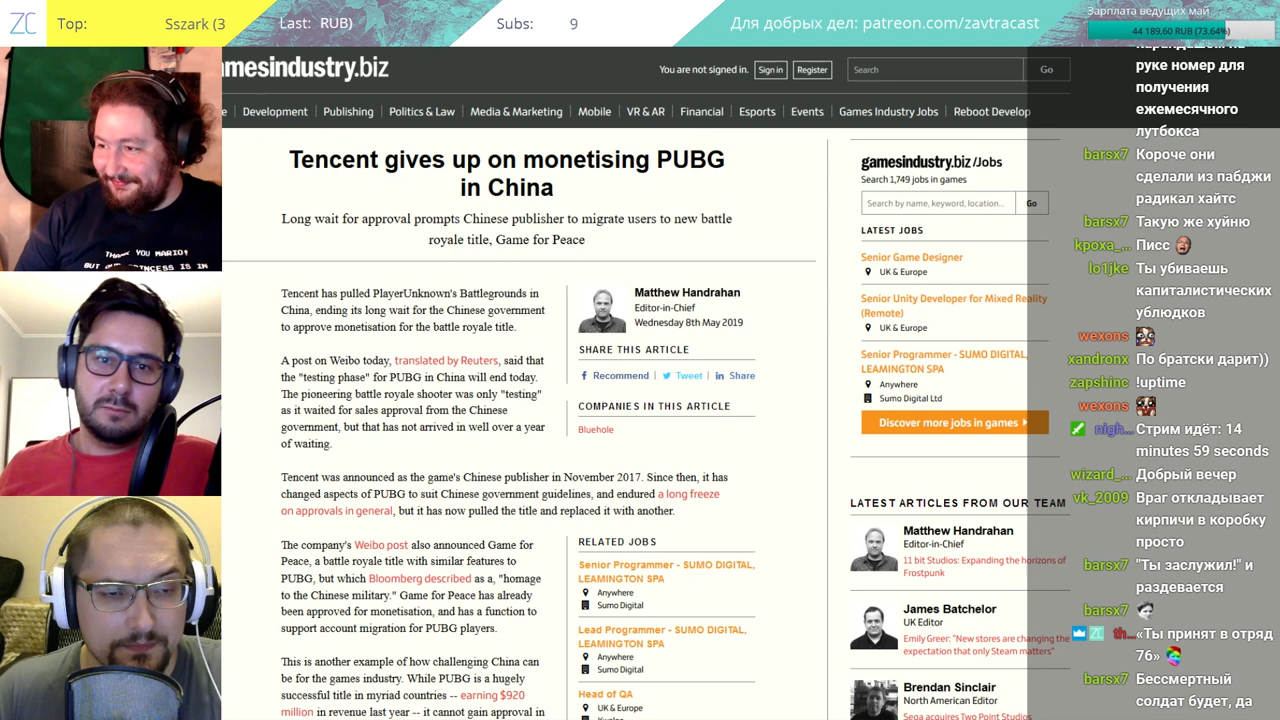 ZC
Top:
Sszark (3
Last: RUB)
Subs: 9
Для добрых дел: patreon.com/zavtracast
Зарплата ведущих май
44 189,60 RUB (73.64%)
amesindustry.biz
You are not signed in. Sign in Register
Search
Go
e Development Publishing Politics & Law Media & Marketing Mobile VR & AR Financial Esports Events Games Industry Jobs Reboot Develop
THANK YOU MARIO!
Tencent gives up on monetising PUBG
in China
Long wait for approval prompts Chinese publisher to migrate users to new battle
royale title, Game for Peace
Tencent has pulled PlayerUnknown's Battlegrounds in
China, ending its long wait for the Chinese government
to approve monetisation for the battle royale title.
A post on Weibo today, translated by Reuters, said that
the "testing phase" for PUBG in China will end today.
The pioneering battle royale shooter was only "testing"
as it waited for sales approval from the Chinese
government, but that has not arrived in well over a year
of waiting.
Matthew Handrahan
Editor-in-Chief
Wednesday 8th May 2019
SHARE THIS ARTICLE
Recommend Tweet Share
COMPANIES IN THIS ARTICLE
Bluehole
Tencent was announced as the game's Chinese publisher in November 2017. Since then, it has
changed aspects of PUBG to suit Chinese government guidelines, and endured a long freeze
on approvals in general, but it has now pulled the title and replaced it with another.
The company's Weibo post also announced Game for
Peace, a battle royale title with similar features to
PUBG, but which Bloomberg described as a, "homage
to the Chinese military." Game for Peace has already
been approved for monetisation, and has a function to
support account migration for PUBG players.
This is another example of how challenging China can
be for the games industry. While PUBG is a hugely
successful title in myriad countries -- earning $920
million in revenue last year -- it cannot gain approval in
RELATED JOBS
Senior Programmer - SUMO DIGITAL,
LEAMINGTON SPA
Anywhere
Sumo Digital
Lead Programmer - SUMO DIGITAL,
LEAMINGTON SPA
Anywhere
Sumo Digital
Head of QA
UK & Europe
gamesindustry.biz /Jobs
Search 1,749 jobs in games
Search by name, keyword, location...
Go
LATEST JOBS
Senior Game Designer
UK & Europe
Senior Unity Developer for Mixed Reality
(Remote)
UK & Europe
Senior Programmer - SUMO DIGITAL,
LEAMINGTON SPA
Anywhere
Sumo Digital Ltd
Discover more jobs in games
LATEST ARTICLES FROM OUR TEAM
Matthew Handrahan
Editor-in-Chief
11 bit Studios: Expanding the horizons of
Frostpunk
James Batchelor
UK Editor
Emily Greer: "New stores are changing the
expectation that only Steam matters"
Brendan Sinclair
North American Editor
Sega acquires Two Point Studios
руке номер для
получения
ежемесячного
лутбокса
barsx7 Короче они
сделали из пабджи
радикал хайтс
barsx7 Такую же хуйню
kpoxa_... Писс
lo1jke Ты убиваешь
капиталистических
ублюдков
wexons
xandronx По братски дарит))
zapshinc !uptime
wexons
nigh... Стрим идёт: 14
minutes 59 seconds
wizard_... Добрый вечер
vk_2009 Враг откладывает
кирпичи в коробку
просто
barsx7 "Ты заслужил!" и
раздевается
barsx7
th... «Ты принят в отряд
76»
barsx7 Бессмертный
солдат будет, да